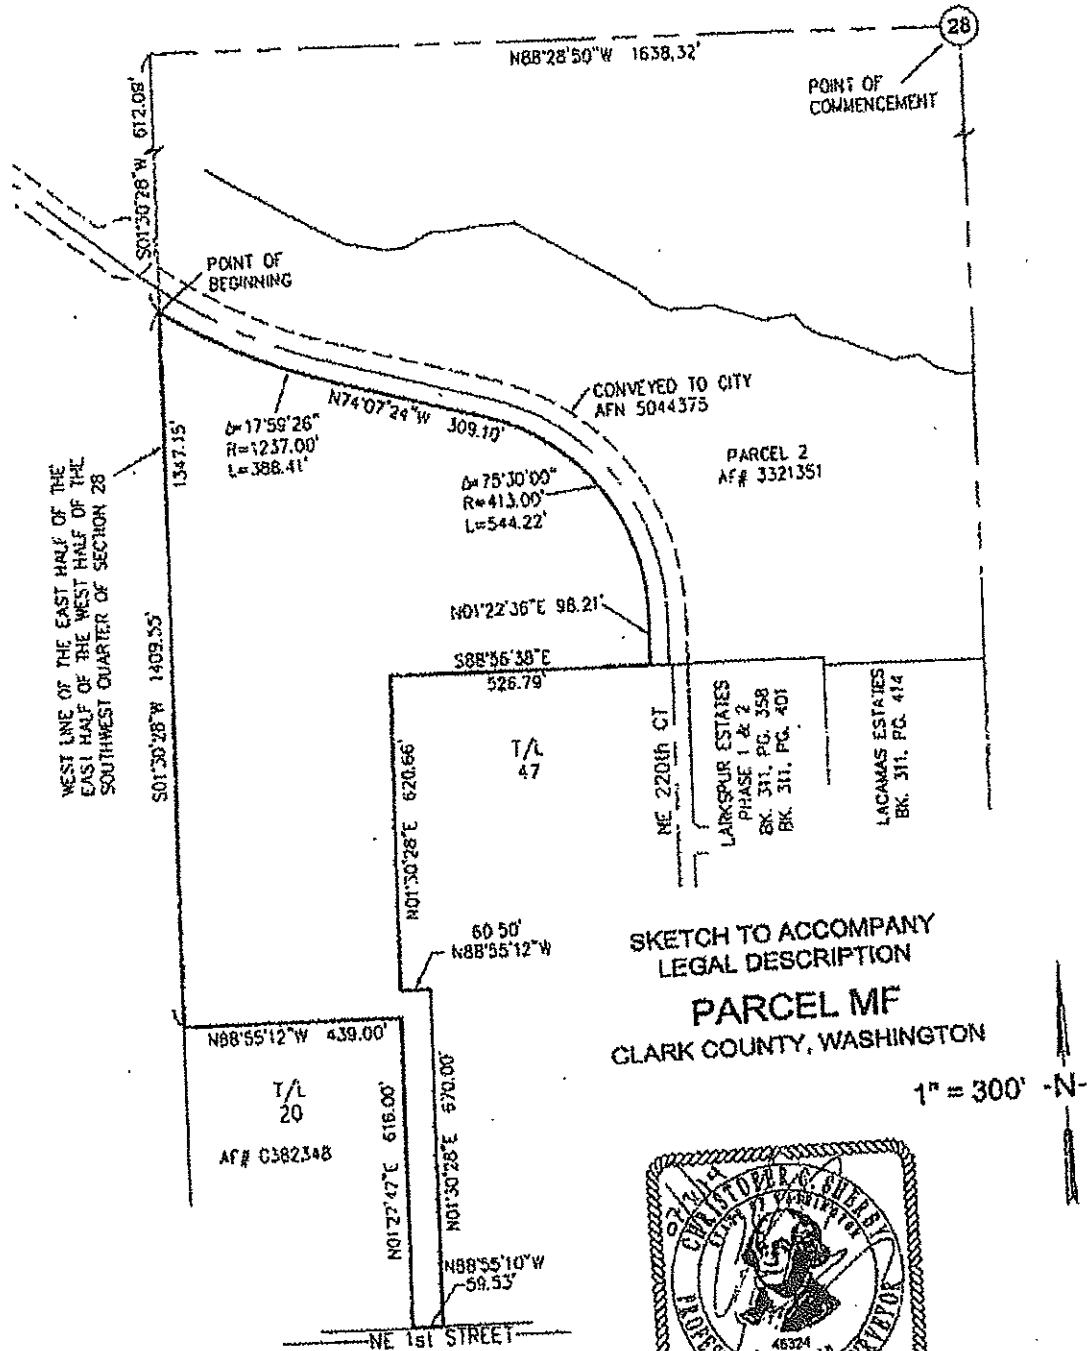 28
N88°28'50"W 1638.32'
POINT OF
COMMENCEMENT
S01°30'28"W 612.08'
POINT OF
BEGINNING
CONVEYED TO CITY
AFN 5044375
N74°07'24"W 309.10'
Δ=17°59'26"
R=1237.00'
L=388.41'
1347.15'
PARCEL 2
AF# 3321351
Δ=75°30'00"
R=413.00'
L=544.22'
WEST LINE OF THE EAST HALF OF THE
EAST HALF OF THE WEST HALF OF THE
SOUTHWEST QUARTER OF SECTION 28
S01°30'28"W 1409.55'
N01°22'36"E 98.21'
S88°56'38"E
526.79'
T/L
47
N01°30'28"E 620.66'
NE 220th CT
LARKSPUR ESTATES
PHASE 1 & 2
BK. 311, PG. 358
BK. 311, PG. 401
LACAMAS ESTATES
BK. 311, PG. 414
60.50'
N88°55'12"W
SKETCH TO ACCOMPANY
LEGAL DESCRIPTION
PARCEL MF
CLARK COUNTY, WASHINGTON
1" = 300' -N-
N88°55'12"W 439.00'
T/L
20
AF# G382348
N01°27'47"E 616.00'
N01°30'28"E 670.00'
N88°55'10"W
59.53'
NE 1st STREET
CHRISTOPHER G. SHERBY
STATE OF WASHINGTON
46324